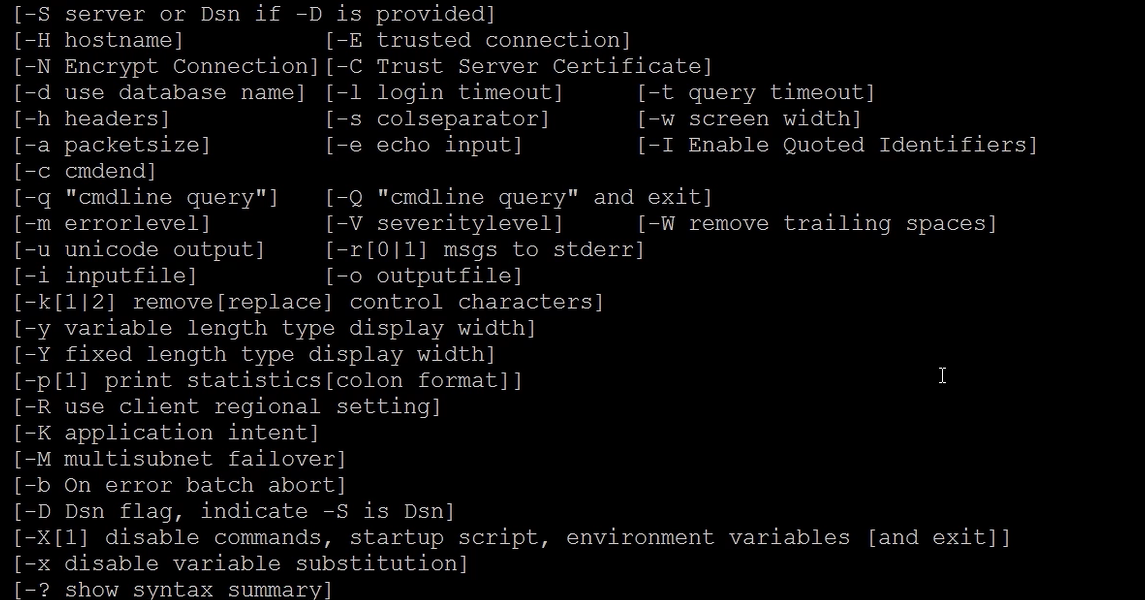 [-S server or Dsn if -D is provided]
[-H hostname] [-E trusted connection]
[-N Encrypt Connection][-C Trust Server Certificate]
[-d use database name] [-l login timeout] [-t query timeout]
[-h headers] [-s colseparator] [-w screen width]
[-a packetsize] [-e echo input] [-I Enable Quoted Identifiers]
[-c cmdend]
[-q "cmdline query"] [-Q "cmdline query" and exit]
[-m errorlevel] [-V severitylevel] [-W remove trailing spaces]
[-u unicode output] [-r[0|1] msgs to stderr]
[-i inputfile] [-o outputfile]
[-k[1|2] remove[replace] control characters]
[-y variable length type display width]
[-Y fixed length type display width]
[-p[1] print statistics[colon format]]
[-R use client regional setting]
[-K application intent]
[-M multisubnet failover]
[-b On error batch abort]
[-D Dsn flag, indicate -S is Dsn]
[-X[1] disable commands, startup script, environment variables [and exit]]
[-x disable variable substitution]
[-? show syntax summary]